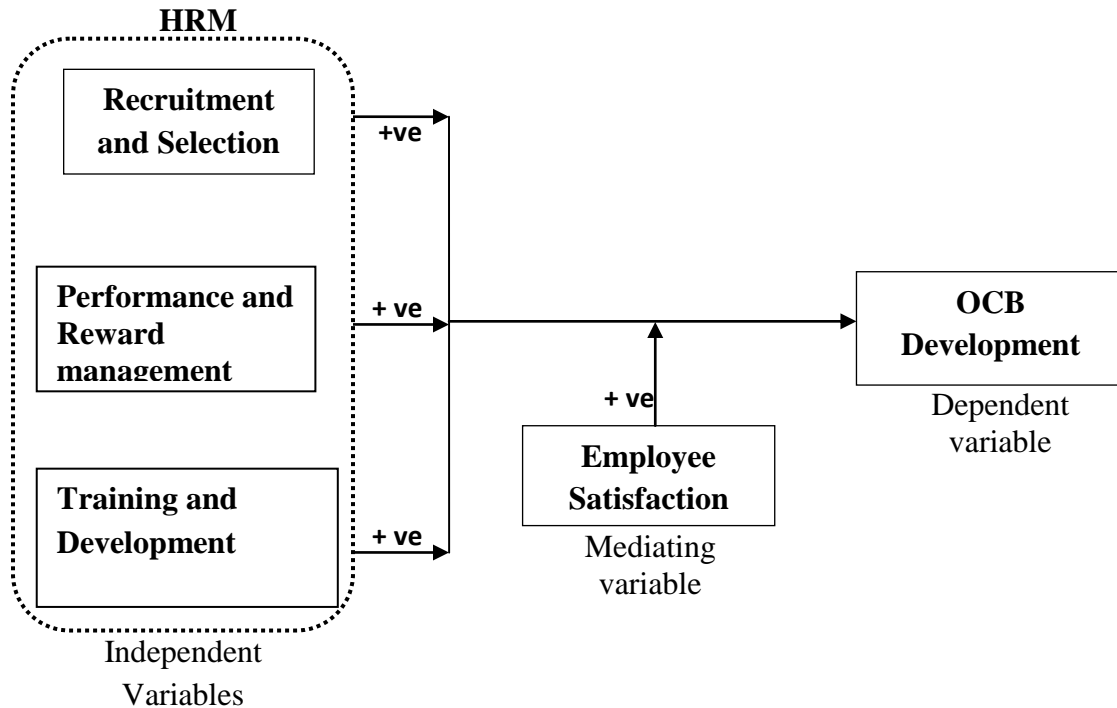 HRM
Recruitment
and Selection
+ve
Performance and
Reward
management
+ ve
Training and
Development
+ ve
Independent
Variables
+ ve
Employee
Satisfaction
Mediating
variable
OCB
Development
Dependent
variable